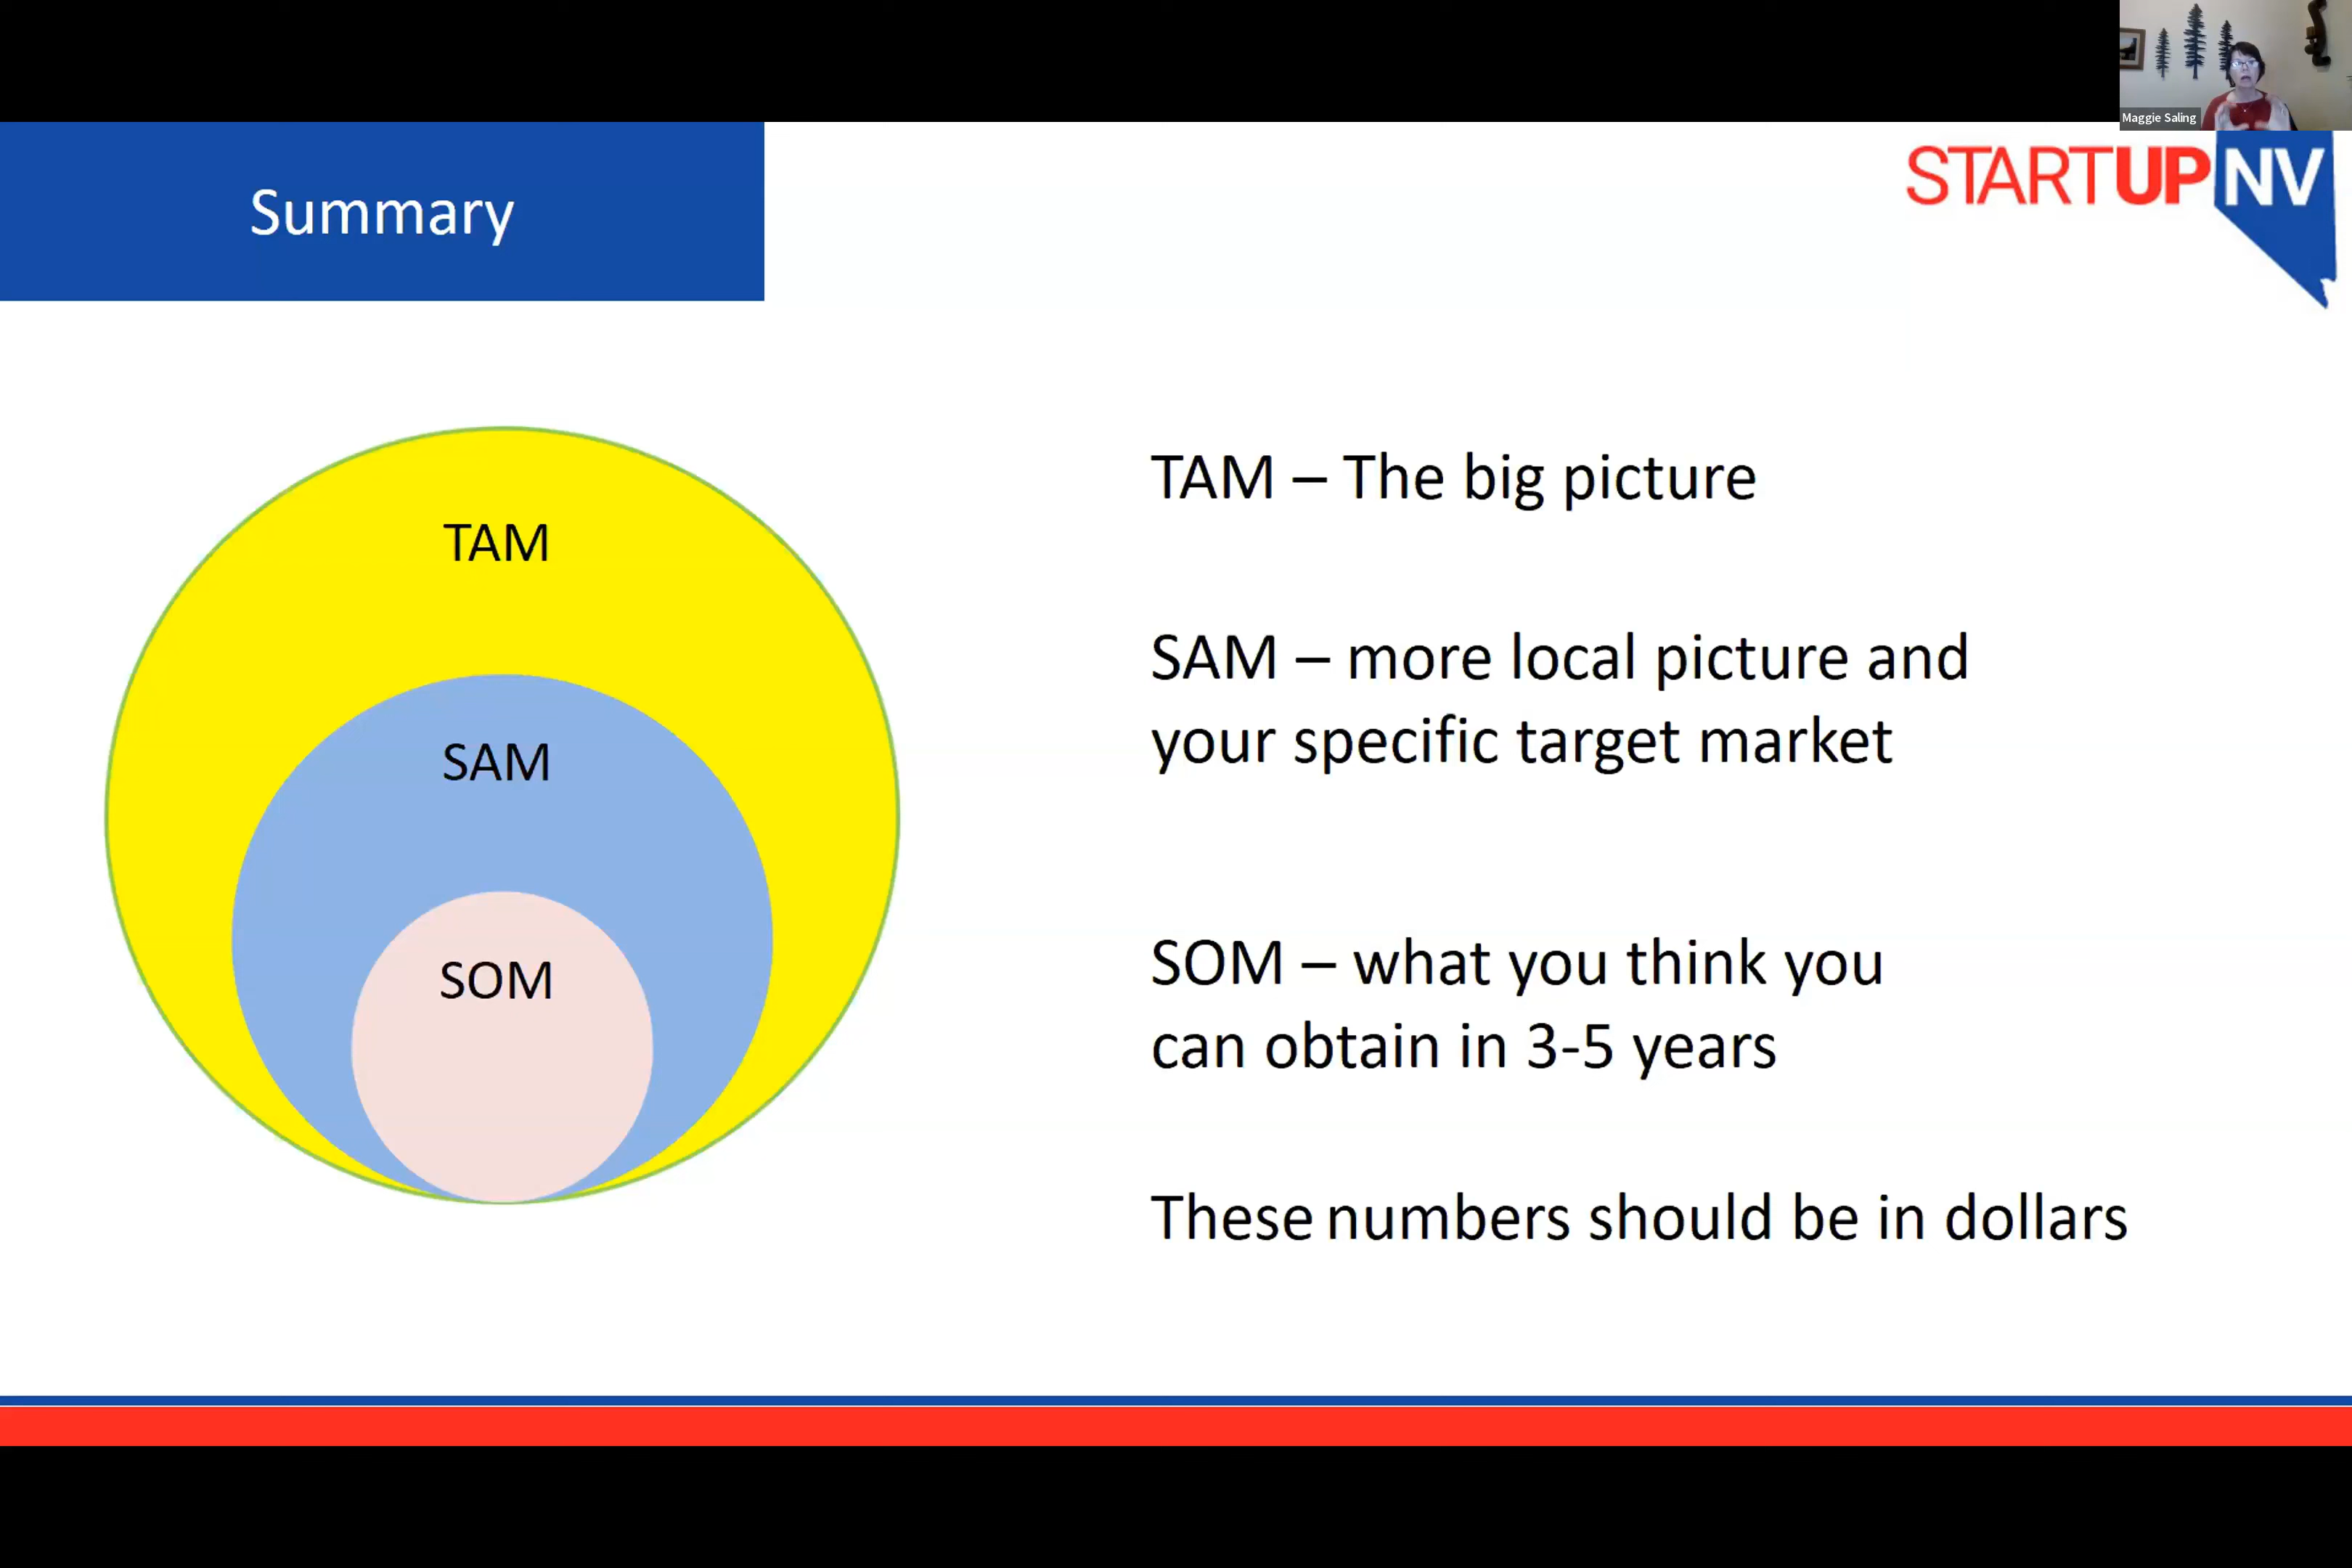 Maggie Saling
Summary
STARTUPNV
TAM
SAM
SOM
TAM – The big picture
SAM – more local picture and
your specific target market
SOM – what you think you
can obtain in 3-5 years
These numbers should be in dollars